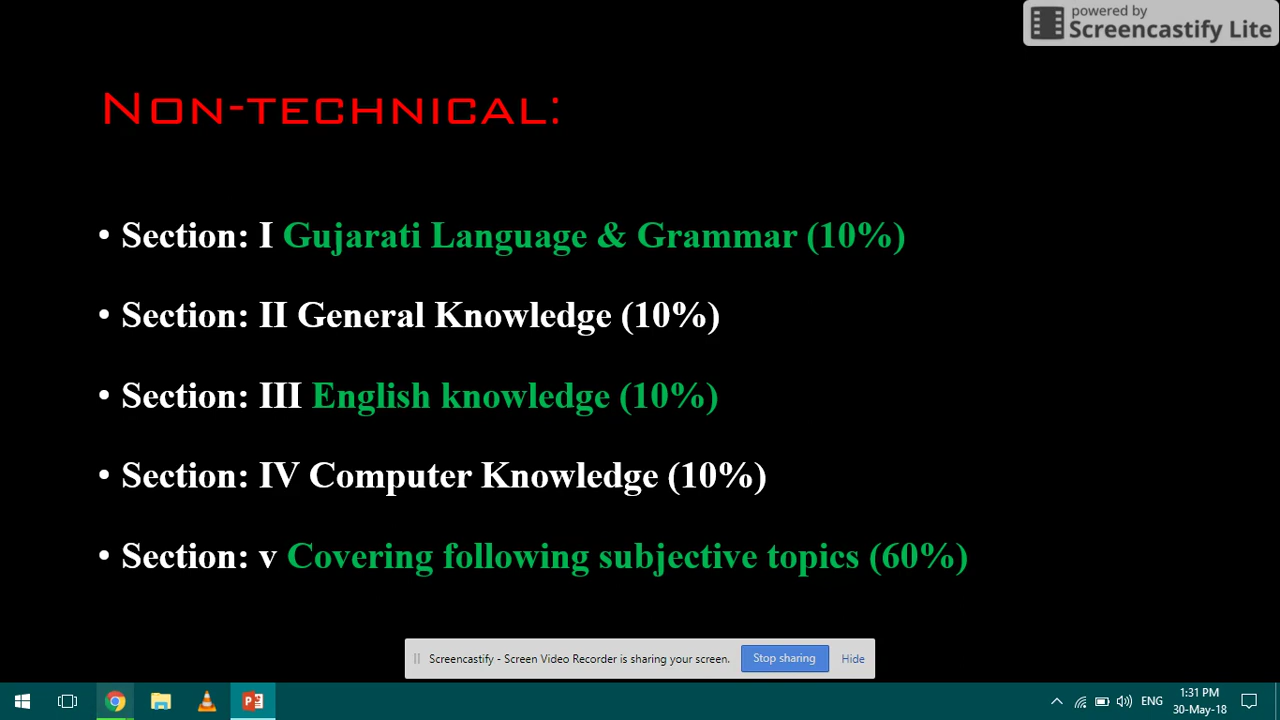 powered by
Screencastify Lite
Non-technical:
• Section: I Gujarati Language & Grammar (10%)
• Section: II General Knowledge (10%)
• Section: III English knowledge (10%)
• Section: IV Computer Knowledge (10%)
• Section: v Covering following subjective topics (60%)
Screencastify - Screen Video Recorder is sharing your screen. Stop sharing Hide
ENG
1:31 PM
30-May-18